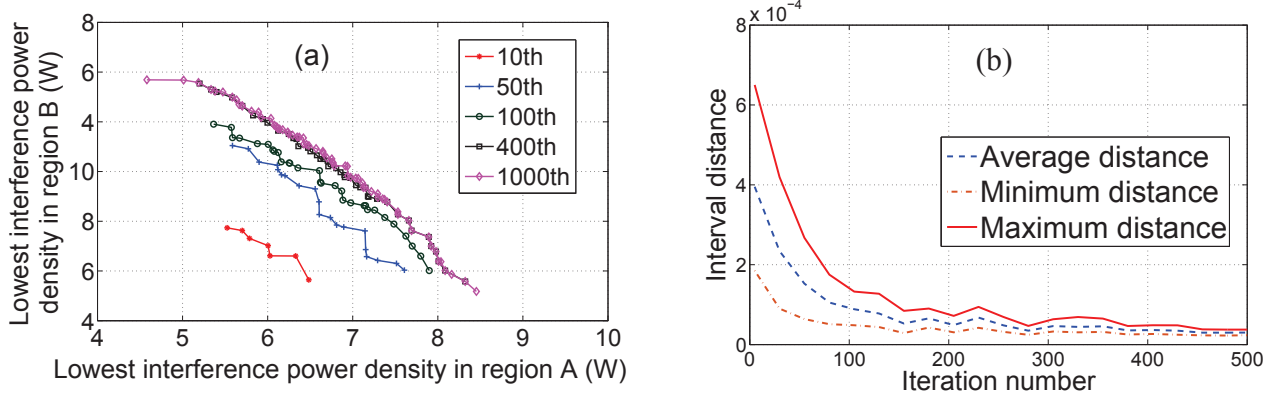 (a)
8
6
4
10
8
6
4
4
5
6
7
8
9
10
Lowest interference power
density in region B (W)
Lowest interference power density in region A (W)
10th
50th
100th
400th
1000th
(b)
8 x 10⁻⁴
6
4
2
0
0
100
200
300
400
500
Interval distance
Iteration number
Average distance
Minimum distance
Maximum distance